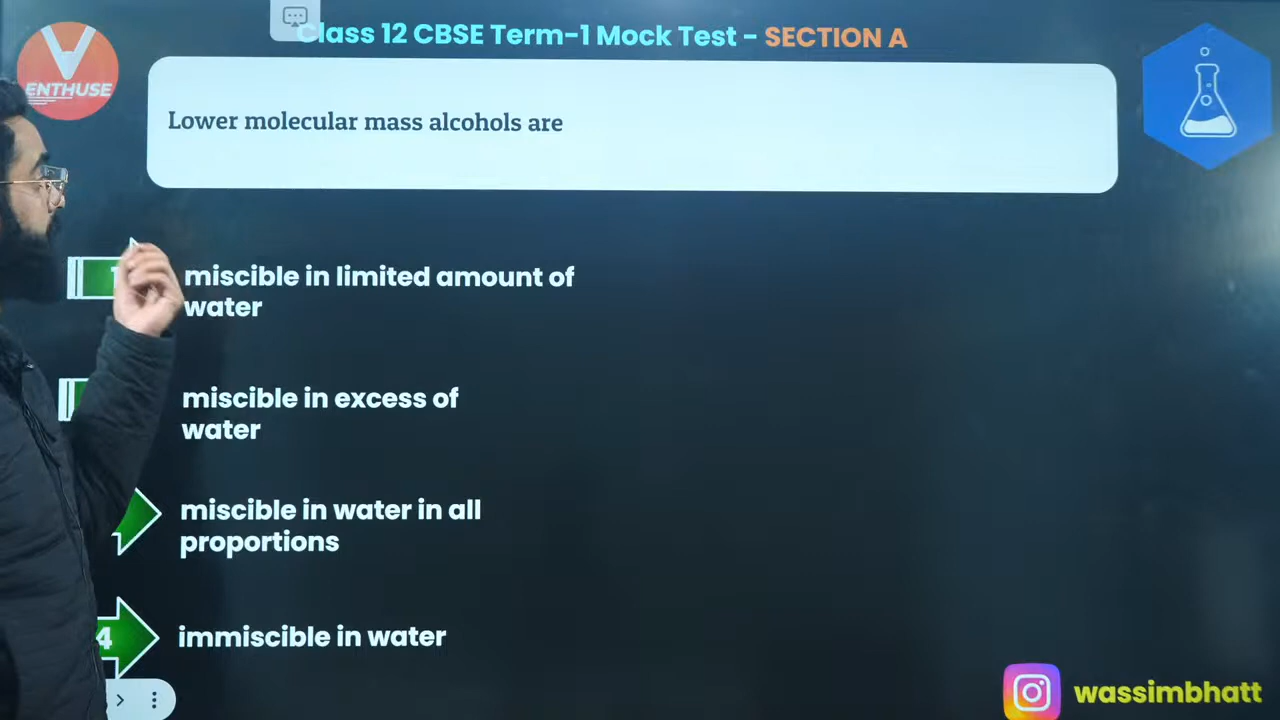 Class 12 CBSE Term-1 Mock Test - SECTION A
ENTHUSE
Lower molecular mass alcohols are
miscible in limited amount of
water
miscible in excess of
water
miscible in water in all
proportions
4
immiscible in water
wassimbhatt